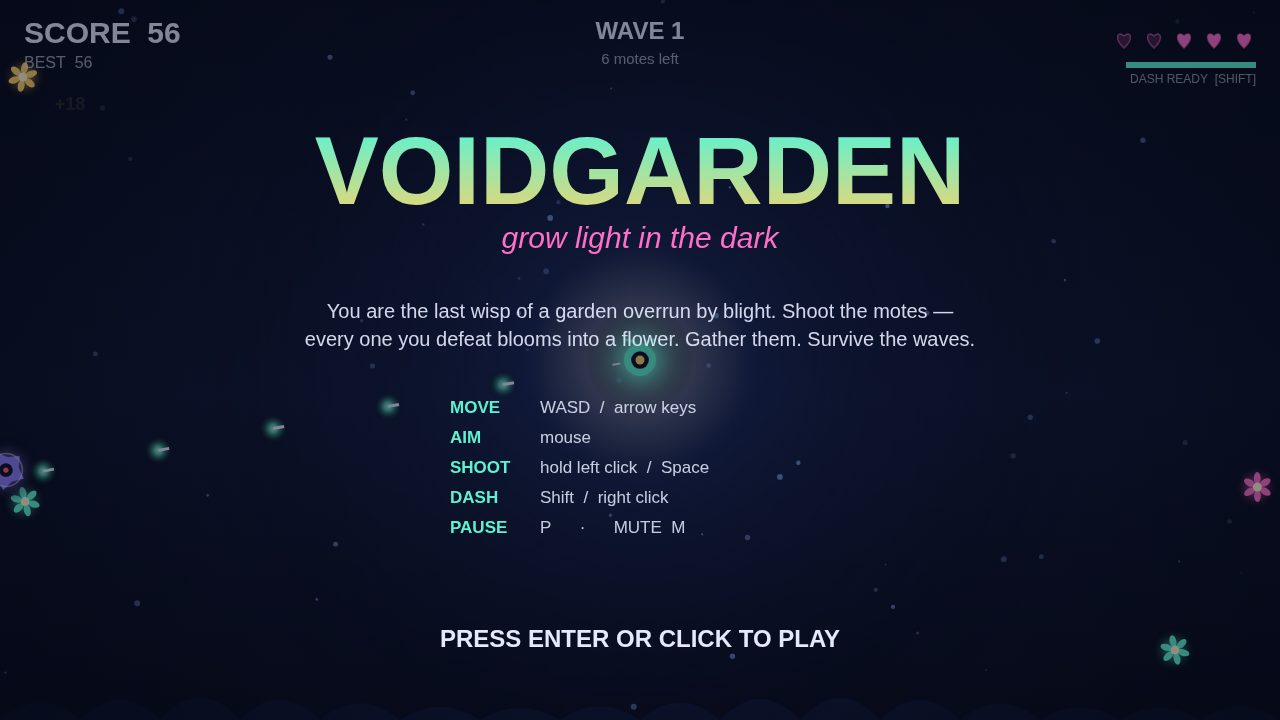 SCORE 56
BEST 56
+18
WAVE 1
6 motes left
DASH READY [SHIFT]
VOIDGARDEN
grow light in the dark
You are the last wisp of a garden overrun by blight. Shoot the motes —
every one you defeat blooms into a flower. Gather them. Survive the waves.
MOVE WASD / arrow keys
AIM mouse
SHOOT hold left click / Space
DASH Shift / right click
PAUSE P · MUTE M
PRESS ENTER OR CLICK TO PLAY